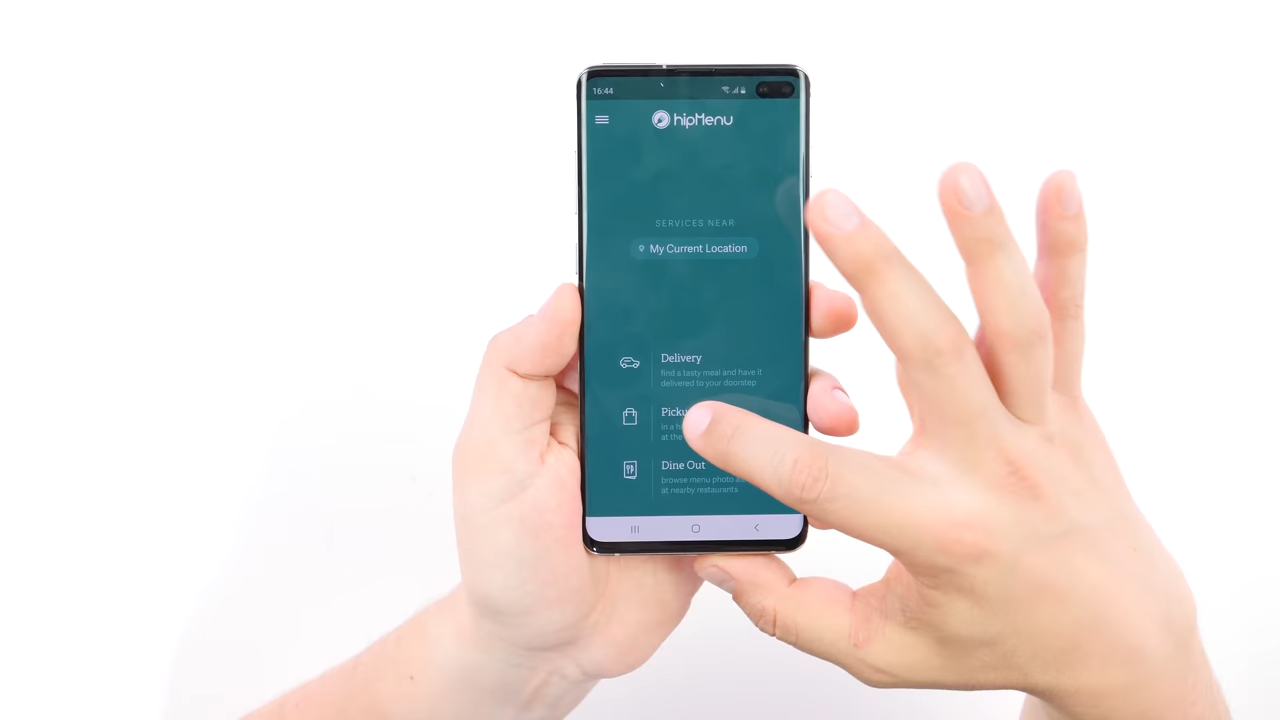 16:44
hipMenu
SERVICES NEAR
My Current Location
Delivery
find a tasty meal and have it
delivered to your doorstep
in a
at the
Dine Out
browse menu photo
at nearby restaurants